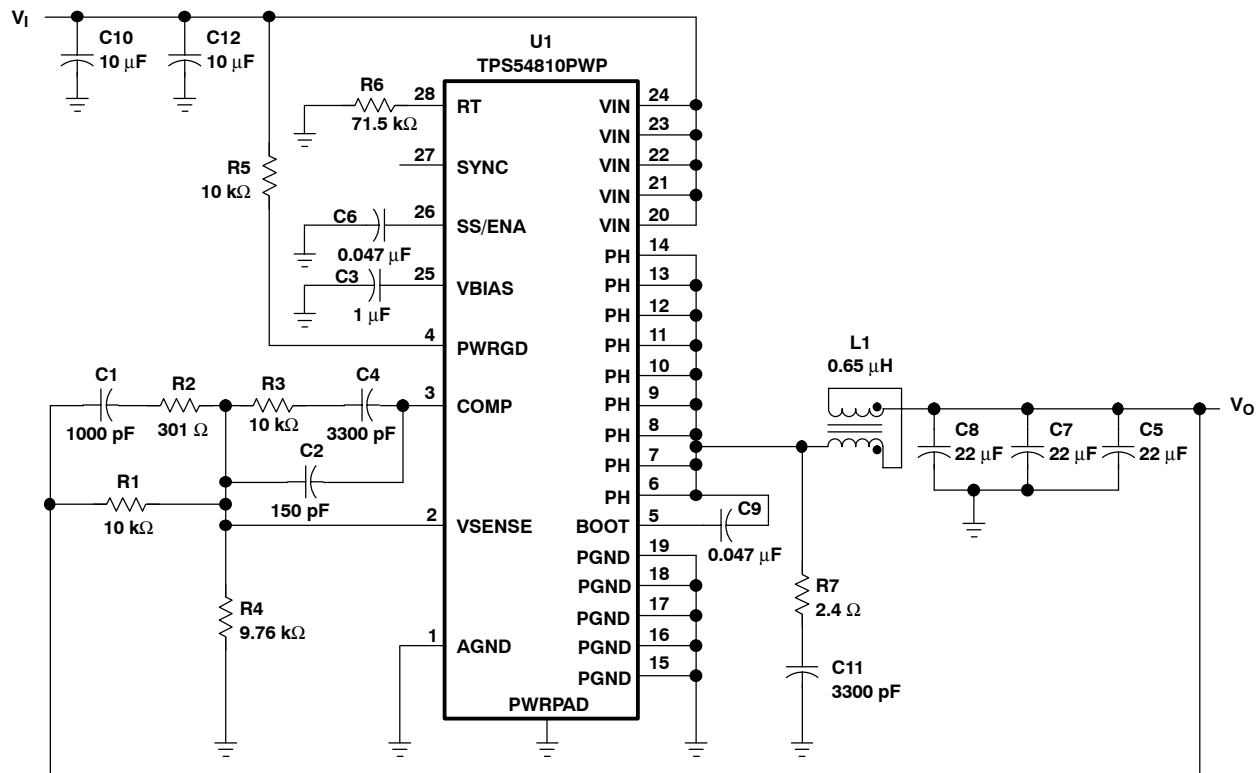 VI
C10
10 μF
C12
10 μF
U1
TPS54810PWP
R6
71.5 kΩ
28
RT
VIN
24
VIN
23
27
SYNC
VIN
22
R5
10 kΩ
VIN
21
C6
0.047 μF
26
SS/ENA
VIN
20
PH
14
C3
1 μF
25
VBIAS
PH
13
PH
12
4
PWRGD
PH
11
L1
0.65 μH
PH
10
C1
1000 pF
R2
301 Ω
R3
10 kΩ
C4
3300 pF
3
COMP
PH
9
VO
PH
8
C8
22 μF
C7
22 μF
C5
22 μF
C2
150 pF
PH
7
R1
10 kΩ
PH
6
2
VSENSE
BOOT
5
C9
0.047 μF
PGND
19
PGND
18
R7
2.4 Ω
R4
9.76 kΩ
PGND
17
1
AGND
PGND
16
PGND
15
C11
3300 pF
PWRPAD